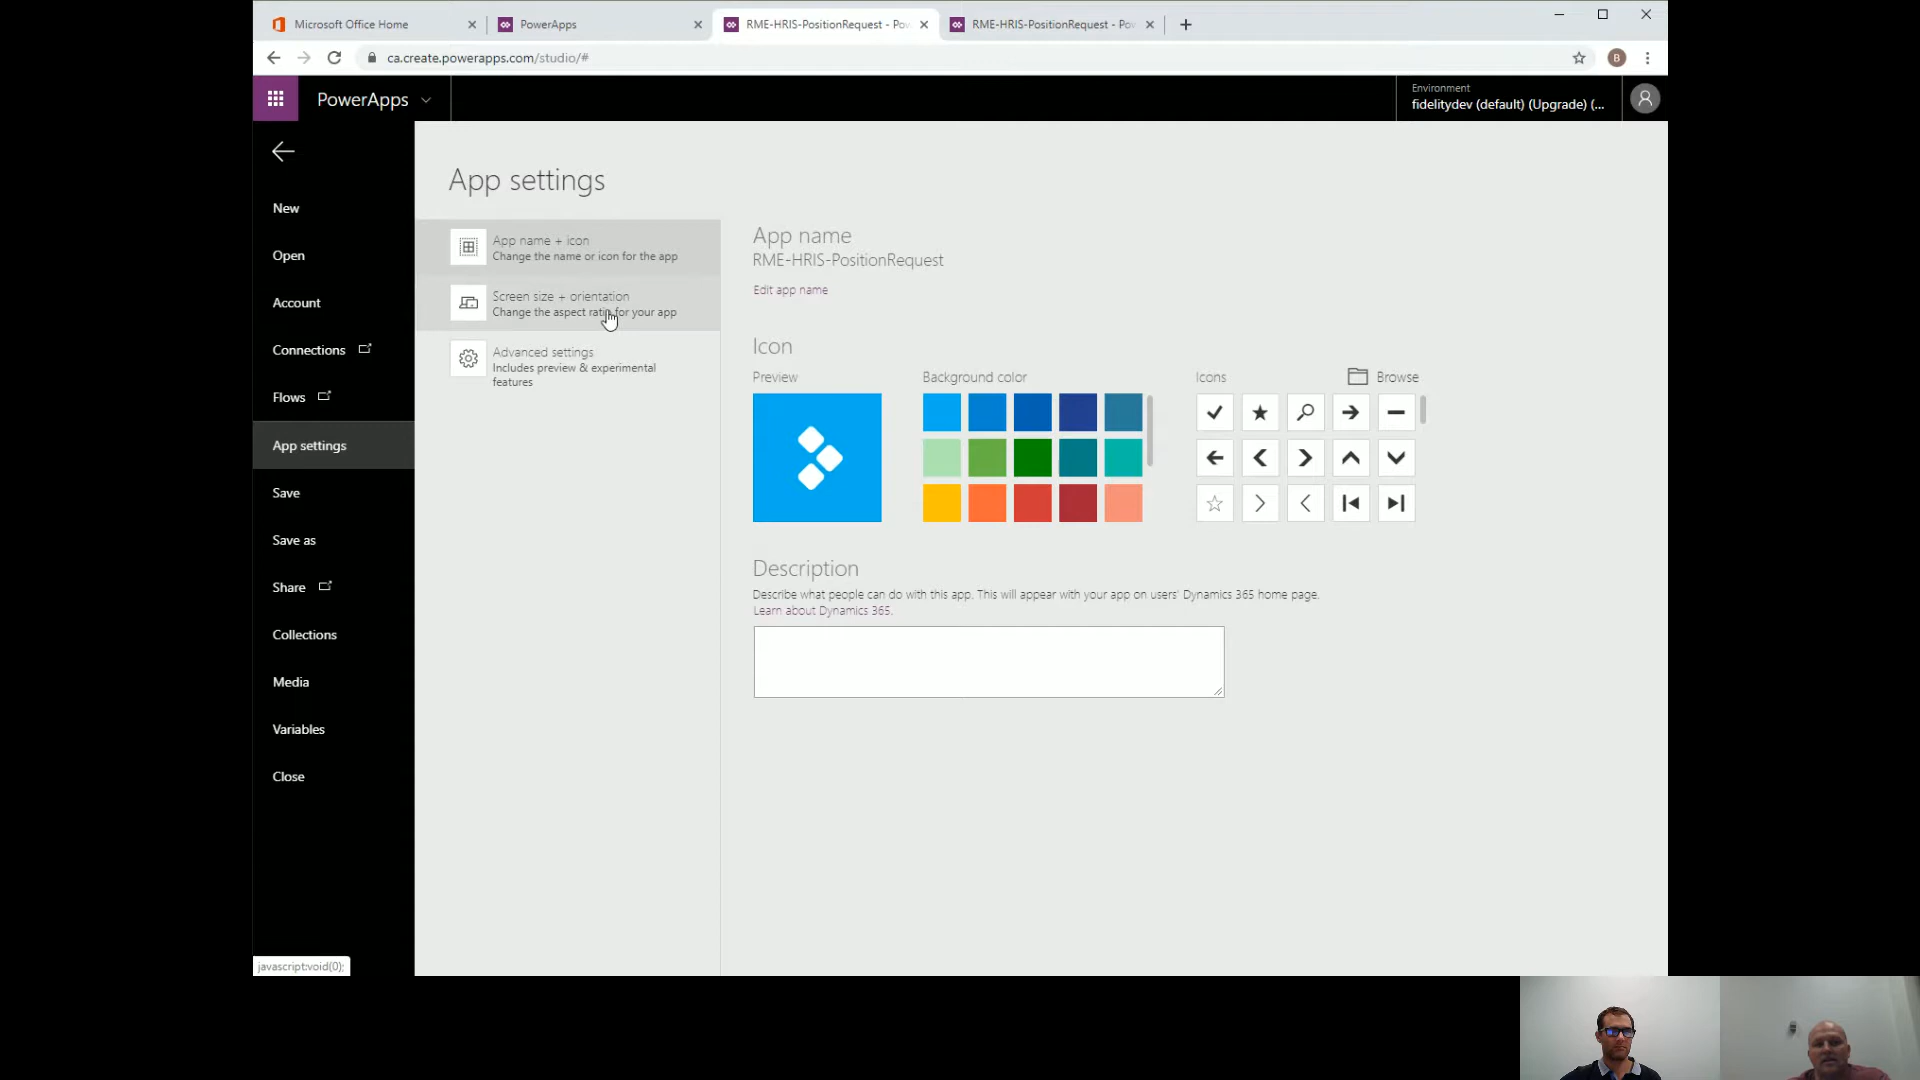 Microsoft Office Home
PowerApps
RME-HRIS-PositionRequest - Po
RME-HRIS-PositionRequest - Po
ca.create.powerapps.com/studio/#
B
PowerApps
Environment
fidelitydev (default) (Upgrade) (...
New
Open
Account
Connections
Flows
App settings
Save
Save as
Share
Collections
Media
Variables
Close
javascript:void(0);
App settings
App name + icon
Change the name or icon for the app
Screen size + orientation
Change the aspect ratio for your app
Advanced settings
Includes preview & experimental
features
App name
RME-HRIS-PositionRequest
Edit app name
Icon
Preview
Background color
Icons
Browse
Description
Describe what people can do with this app. This will appear with your app on users' Dynamics 365 home page.
Learn about Dynamics 365.